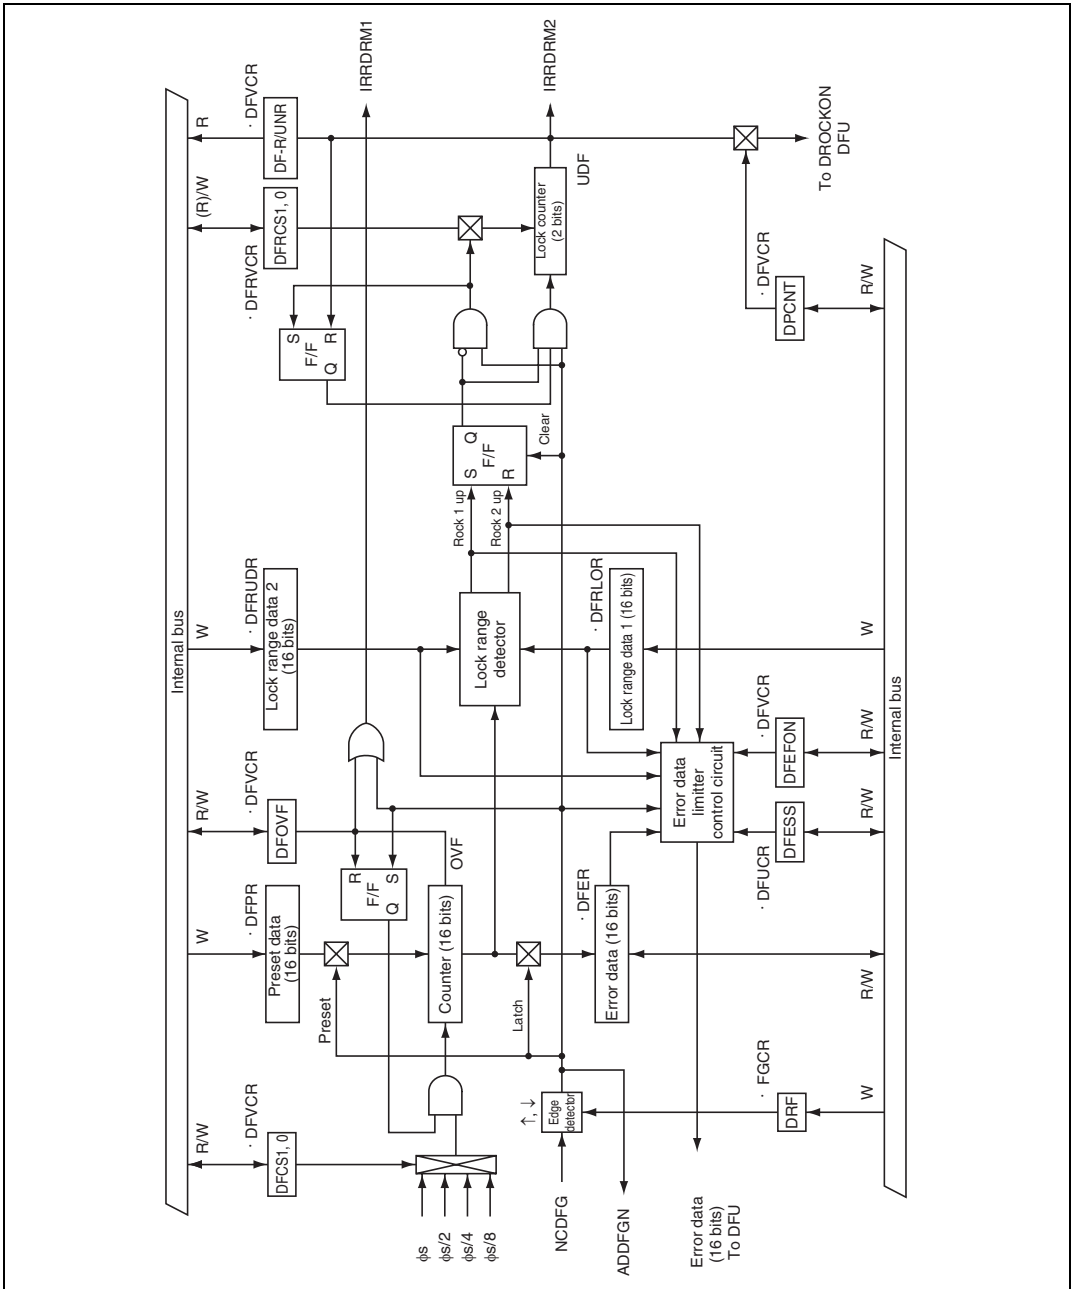 Internal bus
R/W
· DFVCR
DFCS1, 0
W
· DFPR
Preset data
(16 bits)
R/W
· DFVCR
DFOVF
W
· DFRUDR
Lock range data 2
(16 bits)
(R)/W
· DFRVCR
DFRCS1, 0
R
· DFVCR
DF-R/UNR
IRRDRM1
IRRDRM2
φs
φs/2
φs/4
φs/8
Preset
R
F/F
Q S
Counter (16 bits)
OVF
Latch
· DFER
Error data (16 bits)
Lock range
detector
Rock 1 up
Rock 2 up
S Q
F/F
R
Clear
S
F/F
Q R
Lock counter
(2 bits)
UDF
· DFRLOR
Lock range data 1 (16 bits)
NCDFG
↑, ↓
Edge
detector
ADDFGN
Error data
limitter
control circuit
· DFUCR
DFESS
· DFVCR
DFEFON
· DFVCR
DPCNT
To DROCKON
DFU
· FGCR
DRF
Error data
(16 bits)
To DFU
W
R/W
R/W
R/W
W
R/W
Internal bus